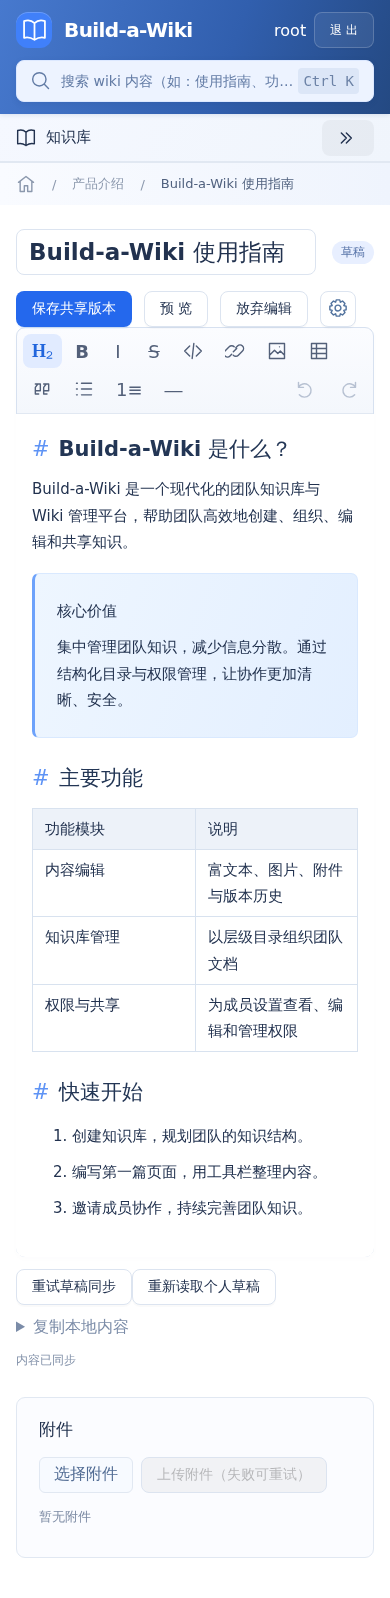 Build-a-Wiki
root
退 出
搜索 wiki 内容（如：使用指南、功…
Ctrl K
知识库
/ 产品介绍 / Build-a-Wiki 使用指南
Build-a-Wiki 使用指南
草稿
保存共享版本
预 览
放弃编辑
H₂ B I S
1≡ —
# Build-a-Wiki 是什么？
Build-a-Wiki 是一个现代化的团队知识库与
Wiki 管理平台，帮助团队高效地创建、组织、编
辑和共享知识。
核心价值
集中管理团队知识，减少信息分散。通过
结构化目录与权限管理，让协作更加清
晰、安全。
# 主要功能
功能模块 说明
内容编辑 富文本、图片、附件
与版本历史
知识库管理 以层级目录组织团队
文档
权限与共享 为成员设置查看、编
辑和管理权限
# 快速开始
1. 创建知识库，规划团队的知识结构。
2. 编写第一篇页面，用工具栏整理内容。
3. 邀请成员协作，持续完善团队知识。
重试草稿同步
重新读取个人草稿
复制本地内容
内容已同步
附件
选择附件
上传附件（失败可重试）
暂无附件